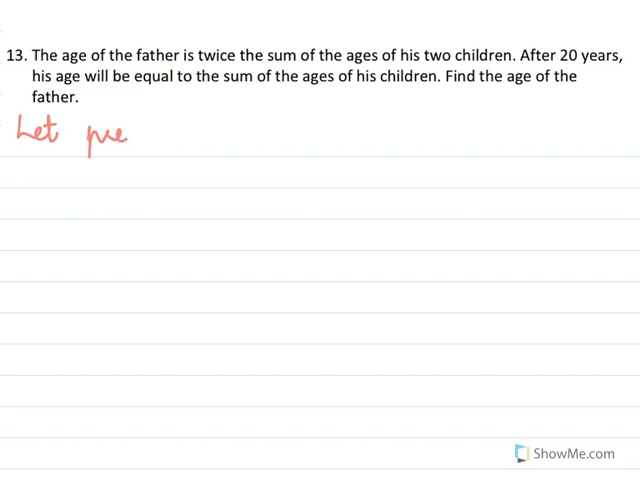 13. The age of the father is twice the sum of the ages of his two children. After 20 years,
his age will be equal to the sum of the ages of his children. Find the age of the
father.
Let pre
ShowMe.com